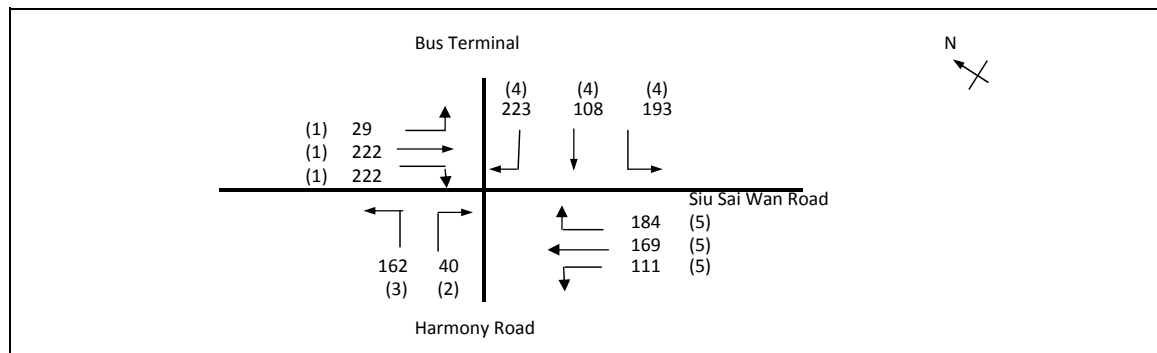 Bus Terminal
N
(4) (4) (4)
223 108 193
(1) 29
(1) 222
(1) 222
Siu Sai Wan Road
184 (5)
169 (5)
111 (5)
162 40
(3) (2)
Harmony Road